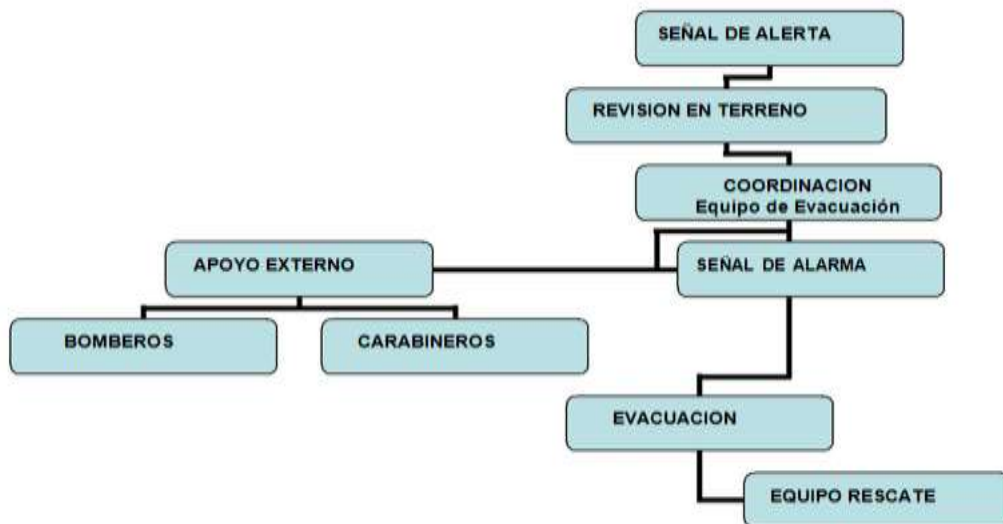 SEÑAL DE ALERTA
REVISION EN TERRENO
COORDINACION
Equipo de Evacuación
APOYO EXTERNO
SEÑAL DE ALARMA
BOMBEROS
CARABINEROS
EVACUACION
EQUIPO RESCATE